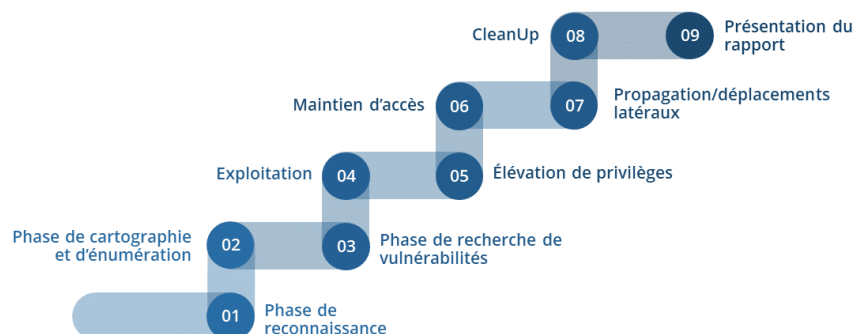 CleanUp
08
09
Présentation du
rapport
Maintien d'accès
06
07
Propagation/déplacements
latéraux
Exploitation
04
05
Élévation de privilèges
Phase de cartographie
et d'énumération
02
03
Phase de recherche de
vulnérabilités
01
Phase de
reconnaissance